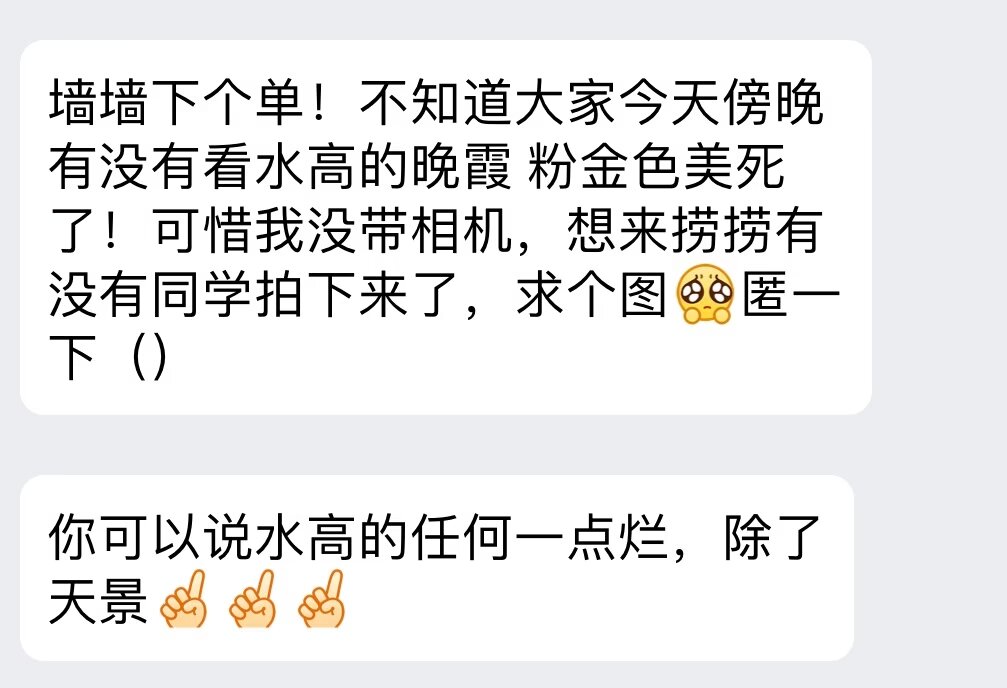 墙墙下个单！不知道大家今天傍晚
有没有看水高的晚霞 粉金色美死
了！可惜我没带相机，想来捞捞有
没有同学拍下来了，求个图🥺匿一
下（）
你可以说水高的任何一点烂，除了
天景☝☝☝